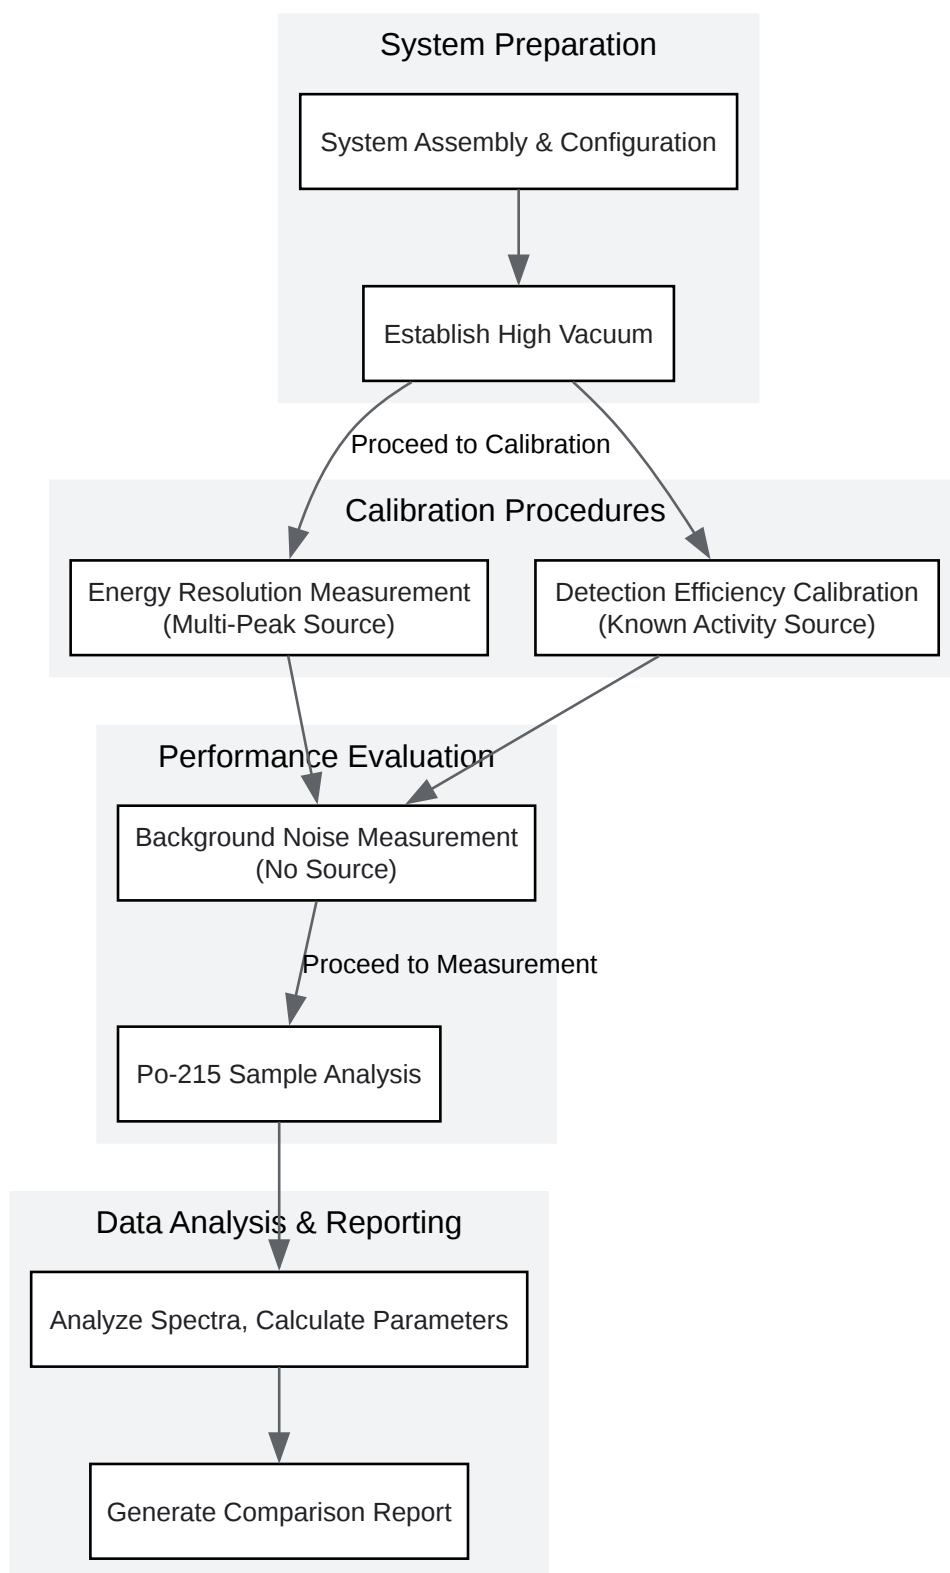 System Preparation
System Assembly & Configuration
Establish High Vacuum
Proceed to Calibration
Calibration Procedures
Energy Resolution Measurement
(Multi-Peak Source)
Detection Efficiency Calibration
(Known Activity Source)
Performance Evaluation
Background Noise Measurement
(No Source)
Proceed to Measurement
Po-215 Sample Analysis
Data Analysis & Reporting
Analyze Spectra, Calculate Parameters
Generate Comparison Report